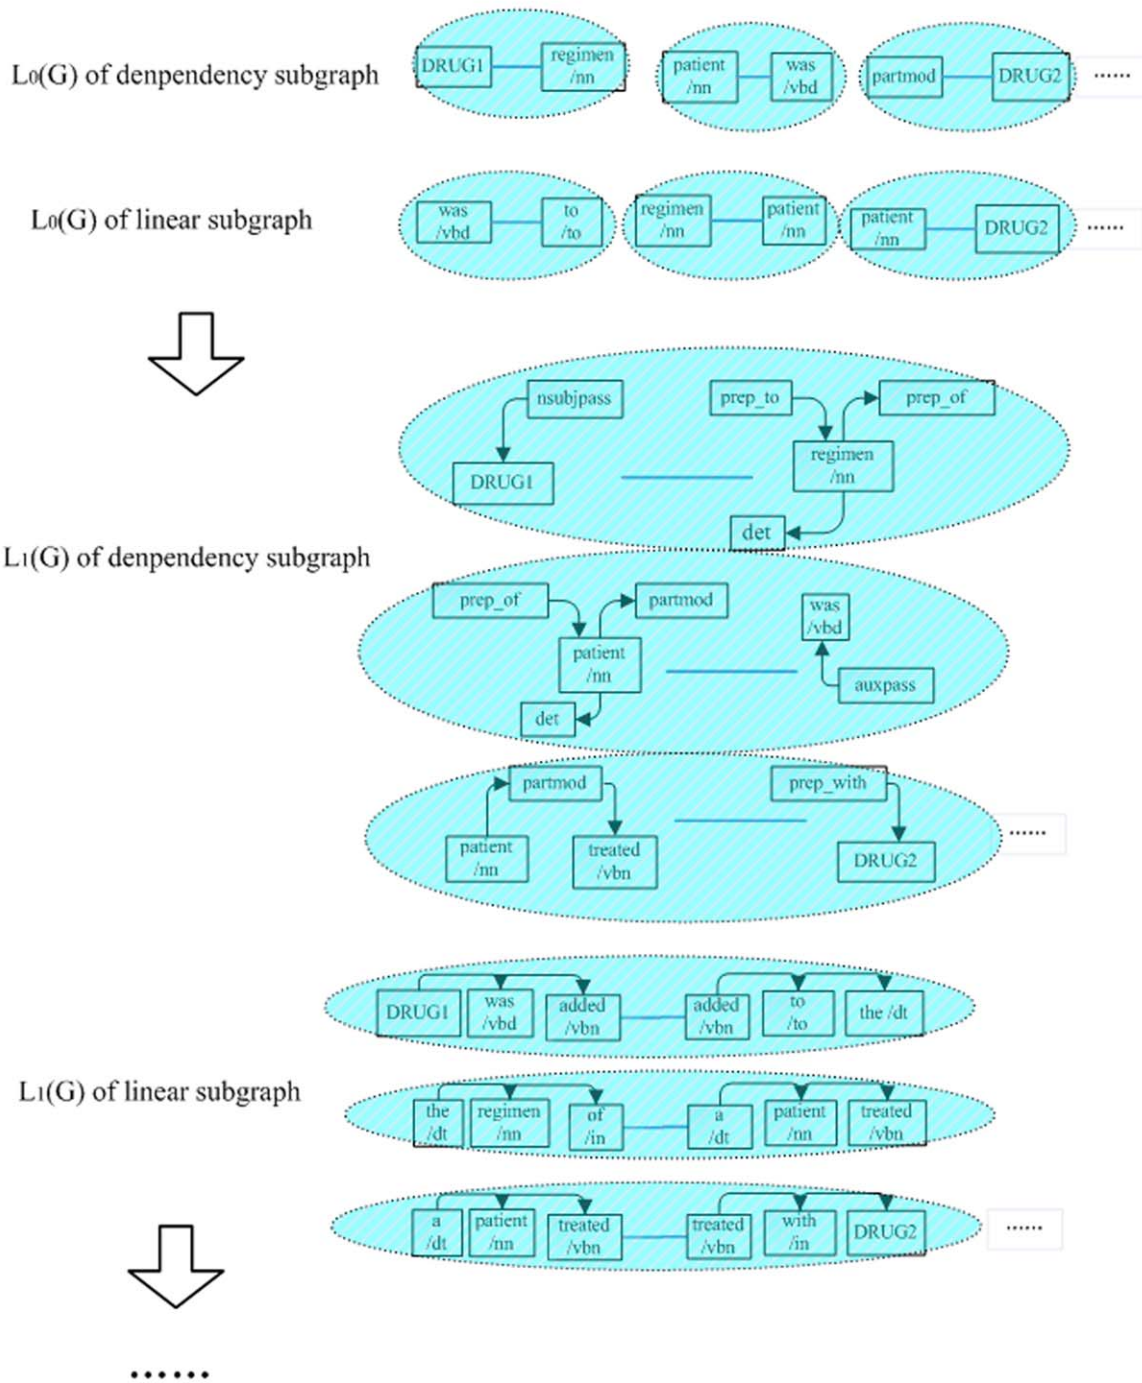 L0(G) of denpendency subgraph
DRUG1
regimen
/nn
patient
/nn
was
/vbd
partmod
DRUG2
......
L0(G) of linear subgraph
was
/vbd
to
/to
regimen
/nn
patient
/nn
patient
/nn
DRUG2
......
nsubjpass
prep_to
prep_of
DRUG1
regimen
/nn
det
L1(G) of denpendency subgraph
prep_of
partmod
was
/vbd
patient
/nn
auxpass
det
partmod
prep_with
patient
/nn
treated
/vbn
DRUG2
......
L1(G) of linear subgraph
DRUG1
was
/vbd
added
/vbn
added
/vbn
to
/to
the /dt
the
/dt
regimen
/nn
of
/in
a
/dt
patient
/nn
treated
/vbn
a
/dt
patient
/nn
treated
/vbn
treated
/vbn
with
/in
DRUG2
......
......